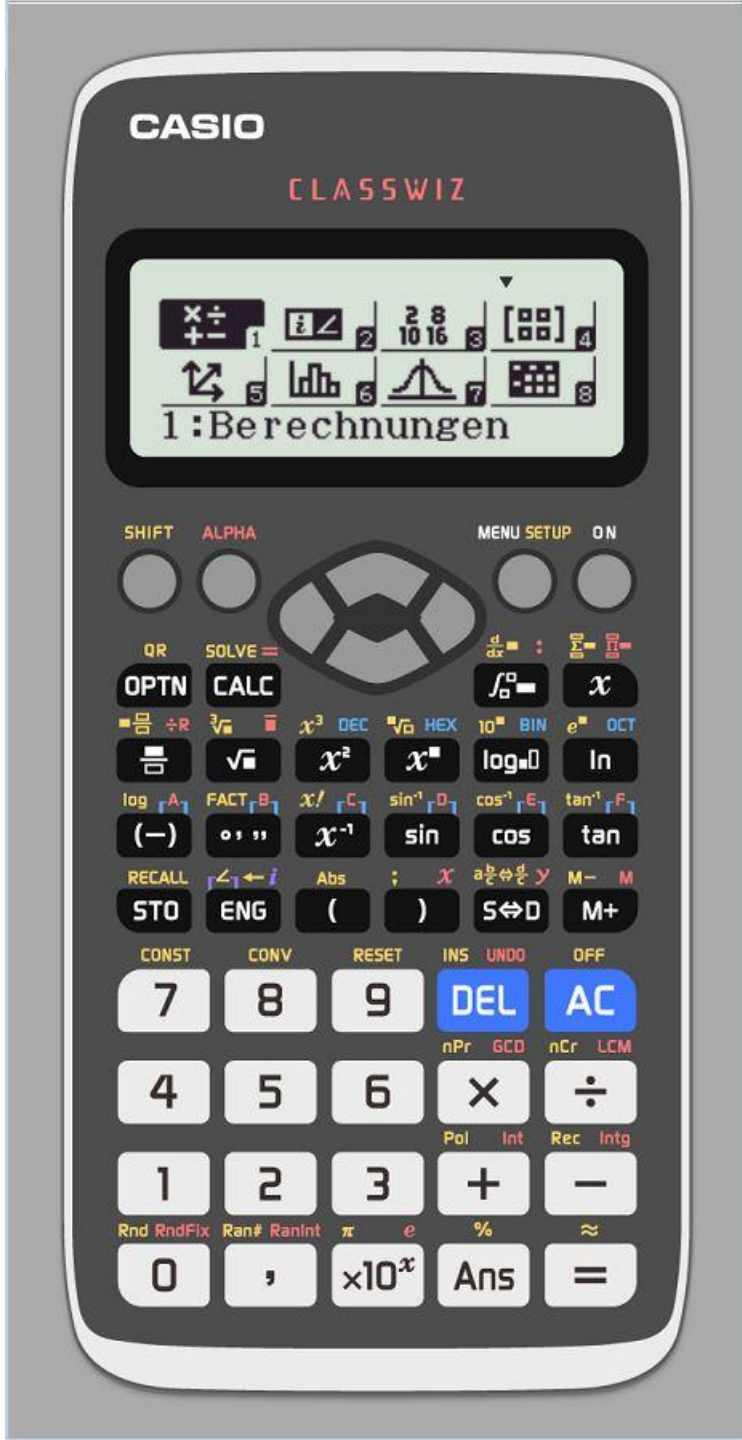 CASIO
CLASSWIZ
×÷+− 1 i∠ 2 2 8 10 16 3 [ ] 4
5 6 7 8
1:Berechnungen
SHIFT ALPHA MENU SETUP ON
QR SOLVE = d/dx ■ : Σ Π
OPTN CALC ∫ x
÷R ∛ x³ DEC √ HEX 10■ BIN e■ OCT
√■ x² x■ log■ ln
log A FACT B x! C sin⁻¹ D cos⁻¹ E tan⁻¹ F
(−) °’” x⁻¹ sin cos tan
RECALL ∠ ← i Abs ; x a b/c⇔d/c y M− M
STO ENG ( ) S⇔D M+
CONST CONV RESET INS UNDO OFF
7 8 9 DEL AC
nPr GCD nCr LCM
4 5 6 × ÷
Pol Int Rec Intg
1 2 3 + −
Rnd RndFix Ran# RanInt π e % ≈
0 , ×10ˣ Ans =